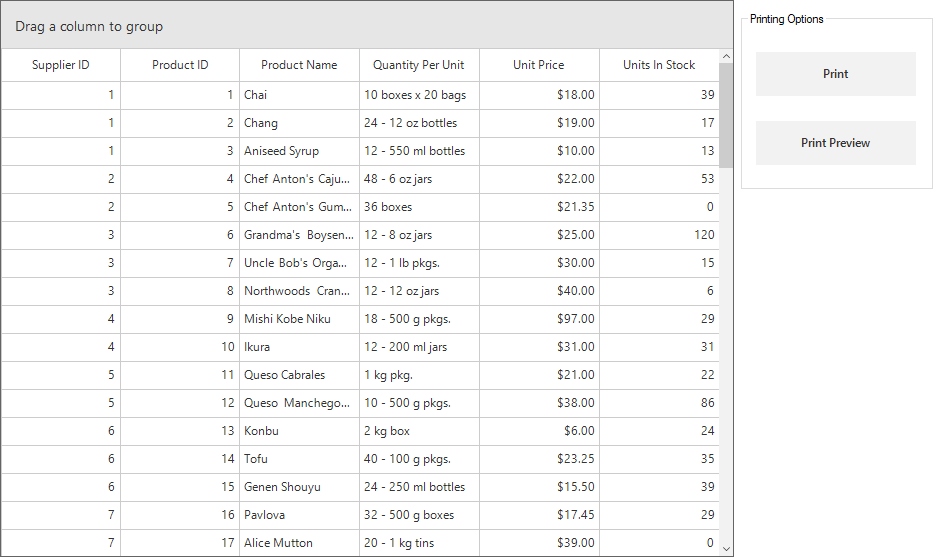 Drag a column to group
Printing Options
Supplier ID Product ID Product Name Quantity Per Unit Unit Price Units In Stock
Print
1 1 Chai 10 boxes x 20 bags $18.00 39
1 2 Chang 24 - 12 oz bottles $19.00 17
Print Preview
1 3 Aniseed Syrup 12 - 550 ml bottles $10.00 13
2 4 Chef Anton's Caju... 48 - 6 oz jars $22.00 53
2 5 Chef Anton's Gum... 36 boxes $21.35 0
3 6 Grandma's Boysen... 12 - 8 oz jars $25.00 120
3 7 Uncle Bob's Orga... 12 - 1 lb pkgs. $30.00 15
3 8 Northwoods Cran... 12 - 12 oz jars $40.00 6
4 9 Mishi Kobe Niku 18 - 500 g pkgs. $97.00 29
4 10 Ikura 12 - 200 ml jars $31.00 31
5 11 Queso Cabrales 1 kg pkg. $21.00 22
5 12 Queso Manchego... 10 - 500 g pkgs. $38.00 86
6 13 Konbu 2 kg box $6.00 24
6 14 Tofu 40 - 100 g pkgs. $23.25 35
6 15 Genen Shouyu 24 - 250 ml bottles $15.50 39
7 16 Pavlova 32 - 500 g boxes $17.45 29
7 17 Alice Mutton 20 - 1 kg tins $39.00 0